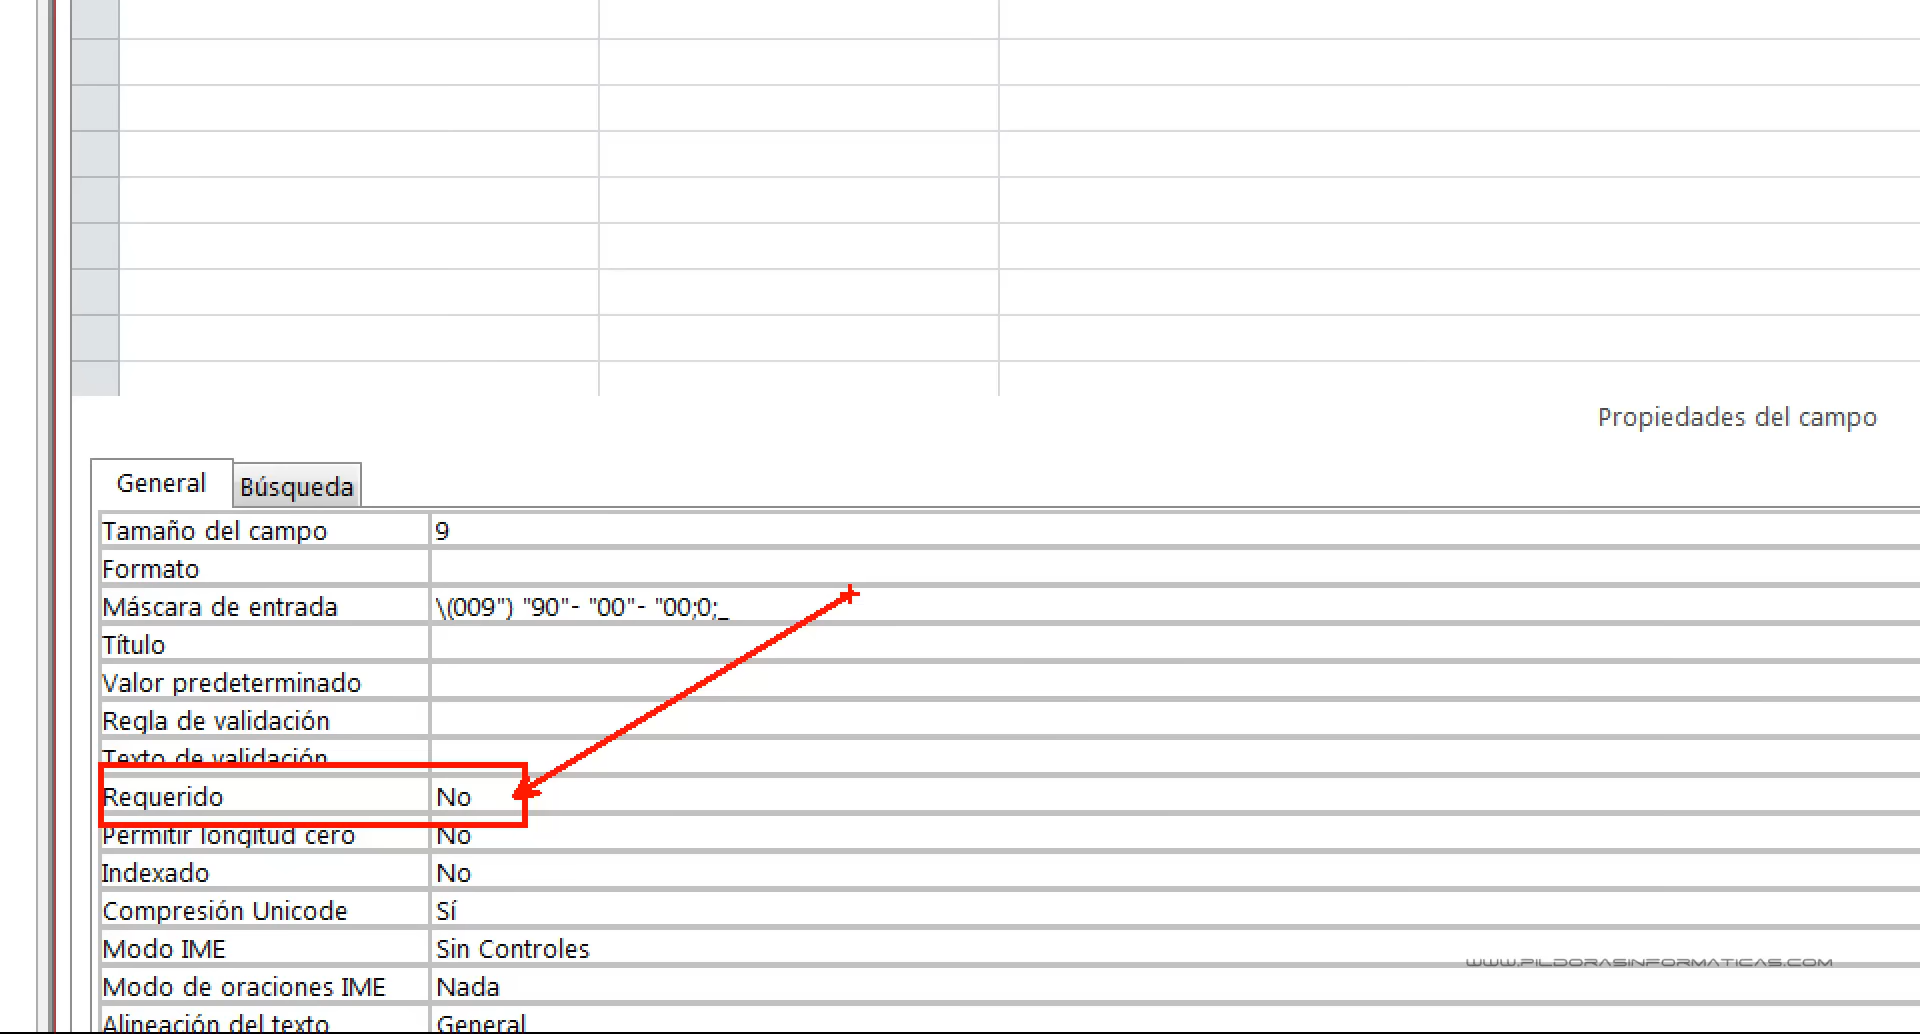 Propiedades del campo
General
Búsqueda
Tamaño del campo 9
Formato
Máscara de entrada \(009") "90"- "00"- "00;0;_
Título
Valor predeterminado
Regla de validación
Texto de validación
Requerido No
Permitir longitud cero No
Indexado No
Compresión Unicode Sí
Modo IME Sin Controles
WWW.PILDORASINFORMATICAS.COM
Modo de oraciones IME Nada
Alineación del texto General